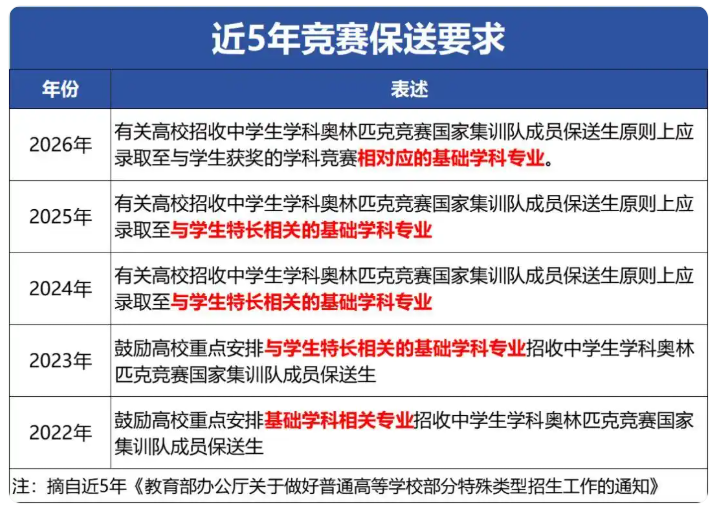 近5年竞赛保送要求
年份 表述
2026年
有关高校招收中学生学科奥林匹克竞赛国家集训队成员保送生原则上应
录取至与学生获奖的学科竞赛相对应的基础学科专业。
2025年
有关高校招收中学生学科奥林匹克竞赛国家集训队成员保送生原则上应
录取至与学生特长相关的基础学科专业
2024年
有关高校招收中学生学科奥林匹克竞赛国家集训队成员保送生原则上应
录取至与学生特长相关的基础学科专业
2023年
鼓励高校重点安排与学生特长相关的基础学科专业招收中学生学科奥林
匹克竞赛国家集训队成员保送生
2022年
鼓励高校重点安排基础学科相关专业招收中学生学科奥林匹克竞赛国家
集训队成员保送生
注：摘自近5年《教育部办公厅关于做好普通高等学校部分特殊类型招生工作的通知》